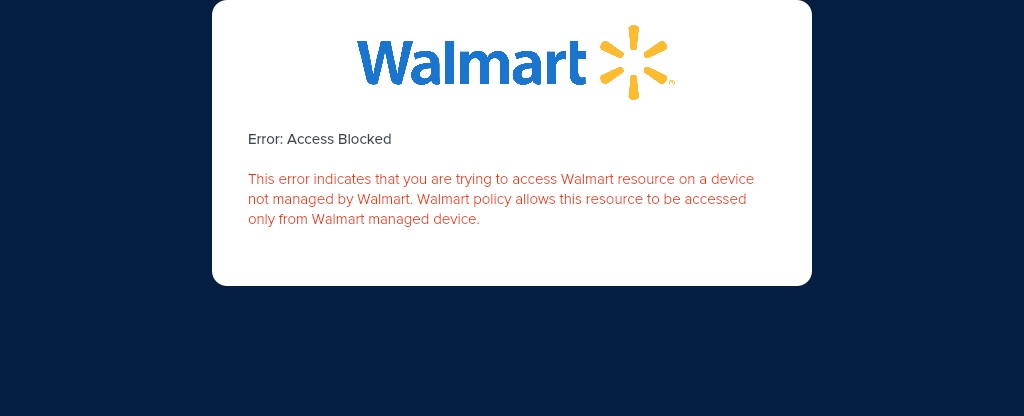 Walmart
Error: Access Blocked
This error indicates that you are trying to access Walmart resource on a device
not managed by Walmart. Walmart policy allows this resource to be accessed
only from Walmart managed device.